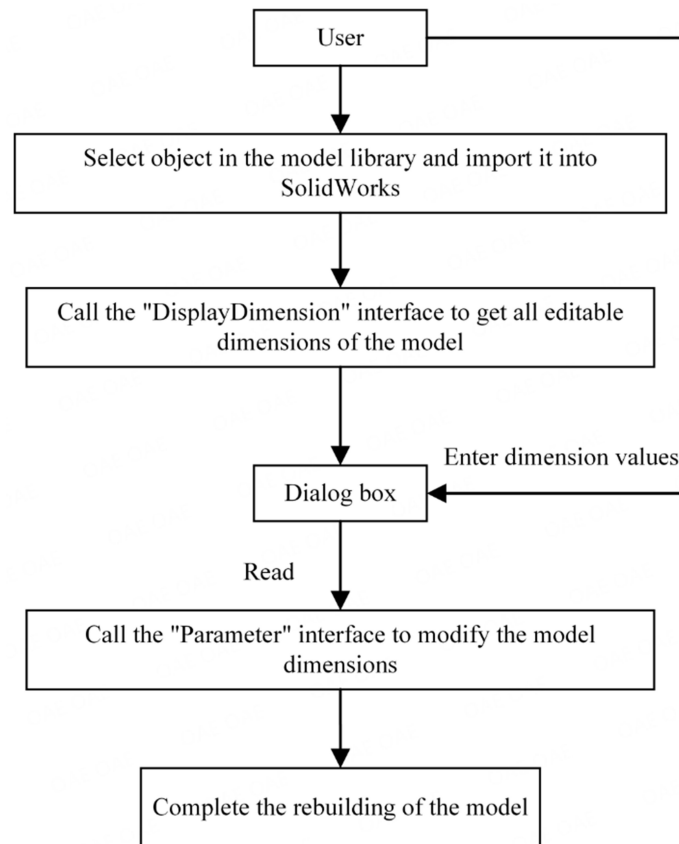 User
Select object in the model library and import it into
SolidWorks
Call the "DisplayDimension" interface to get all editable
dimensions of the model
Enter dimension values
Dialog box
Read
Call the "Parameter" interface to modify the model
dimensions
Complete the rebuilding of the model